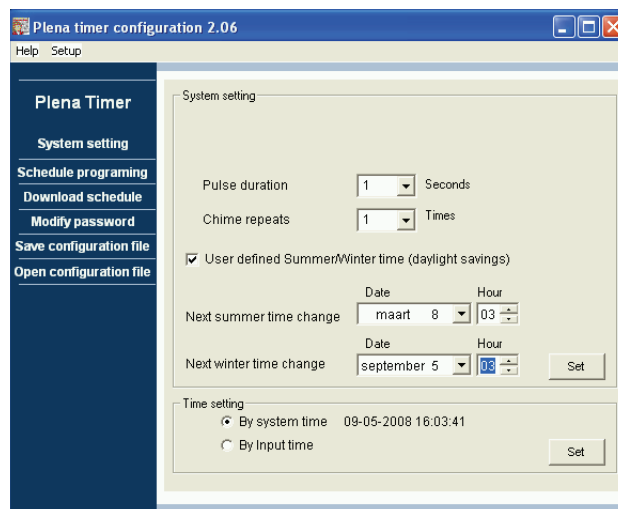 Plena timer configuration 2.06
Help Setup
Plena Timer
System setting
Schedule programing
Download schedule
Modify password
Save configuration file
Open configuration file
System setting
Pulse duration 1 Seconds
Chime repeats 1 Times
User defined Summer/Winter time (daylight savings)
Date Hour
Next summer time change maart 8 03
Date Hour
Next winter time change september 5 03 Set
Time setting
By system time 09-05-2008 16:03:41
By Input time
Set